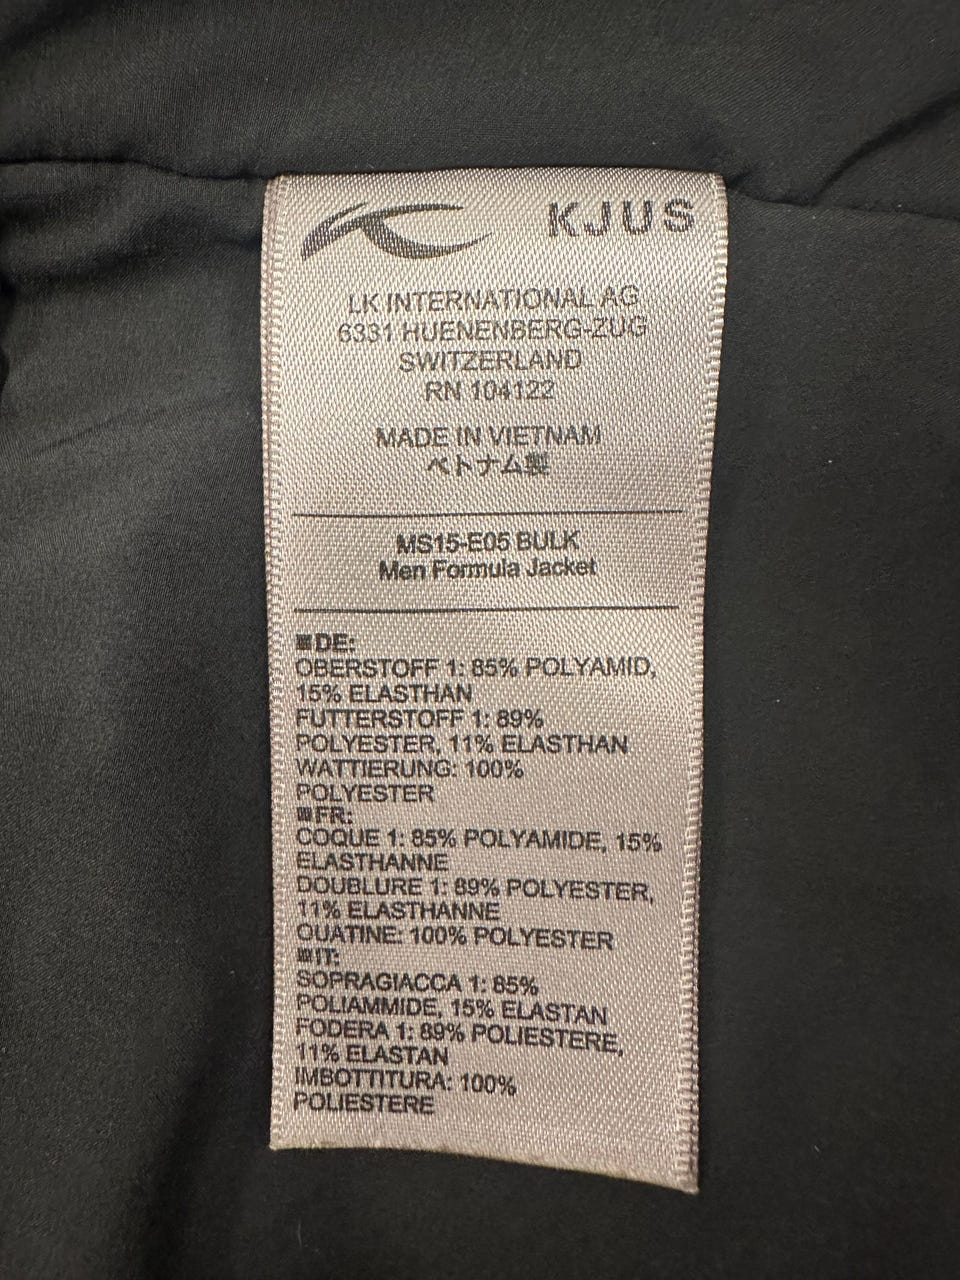 KJUS
LK INTERNATIONAL AG
6331 HUENENBERG-ZUG
SWITZERLAND
RN 104122
MADE IN VIETNAM
ベトナム製
MS15-E05 BULK
Men Formula Jacket
DE:
OBERSTOFF 1: 85% POLYAMID,
15% ELASTHAN
FUTTERSTOFF 1: 89%
POLYESTER, 11% ELASTHAN
WATTIERUNG: 100%
POLYESTER
FR:
COQUE 1: 85% POLYAMIDE, 15%
ELASTHANNE
DOUBLURE 1: 89% POLYESTER,
11% ELASTHANNE
OUATINE: 100% POLYESTER
IT:
SOPRAGIACCA 1: 85%
POLIAMMIDE, 15% ELASTAN
FODERA 1: 89% POLIESTERE,
11% ELASTAN
IMBOTTITURA: 100%
POLIESTERE